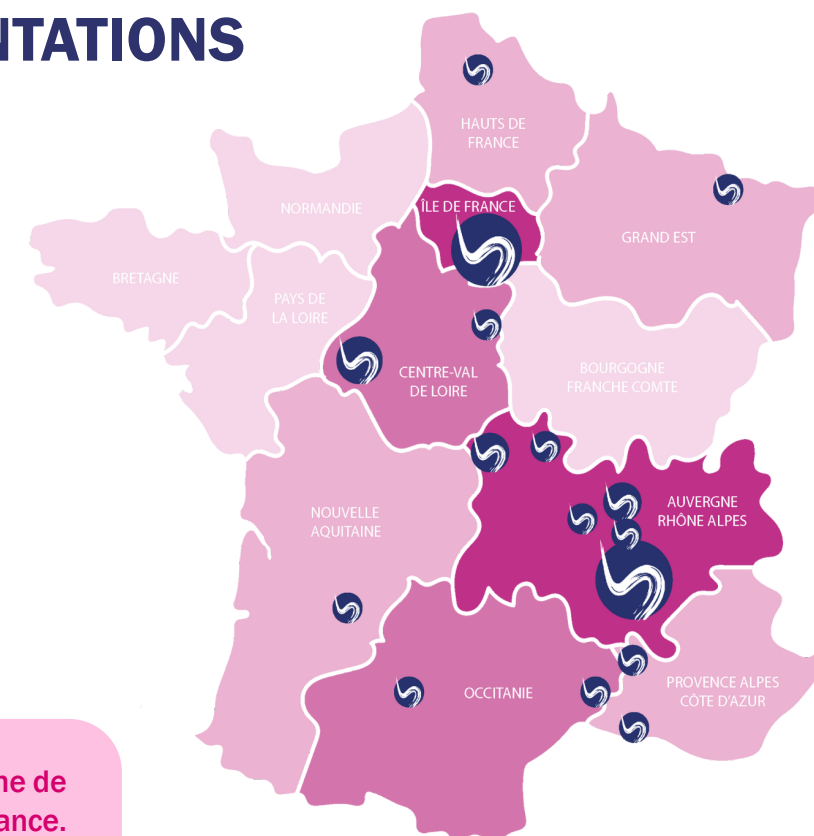 NTATIONS
HAUTS DE
FRANCE
NORMANDIE
ÎLE DE FRANCE
GRAND EST
BRETAGNE
PAYS DE
LA LOIRE
CENTRE-VAL
DE LOIRE
BOURGOGNE
FRANCHE COMTE
NOUVELLE
AQUITAINE
AUVERGNE
RHÔNE ALPES
OCCITANIE
PROVENCE ALPES
CÔTE D'AZUR
ne de
ance.